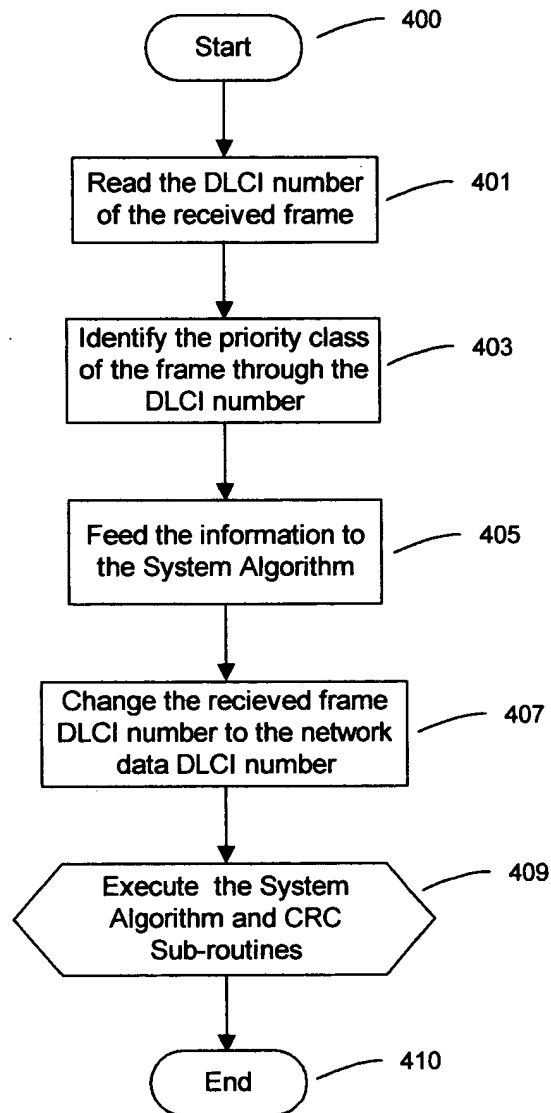 Start
400
Read the DLCI number
of the received frame
401
Identify the priority class
of the frame through the
DLCI number
403
Feed the information to
the System Algorithm
405
Change the recieved frame
DLCI number to the network
data DLCI number
407
Execute the System
Algorithm and CRC
Sub-routines
409
End
410